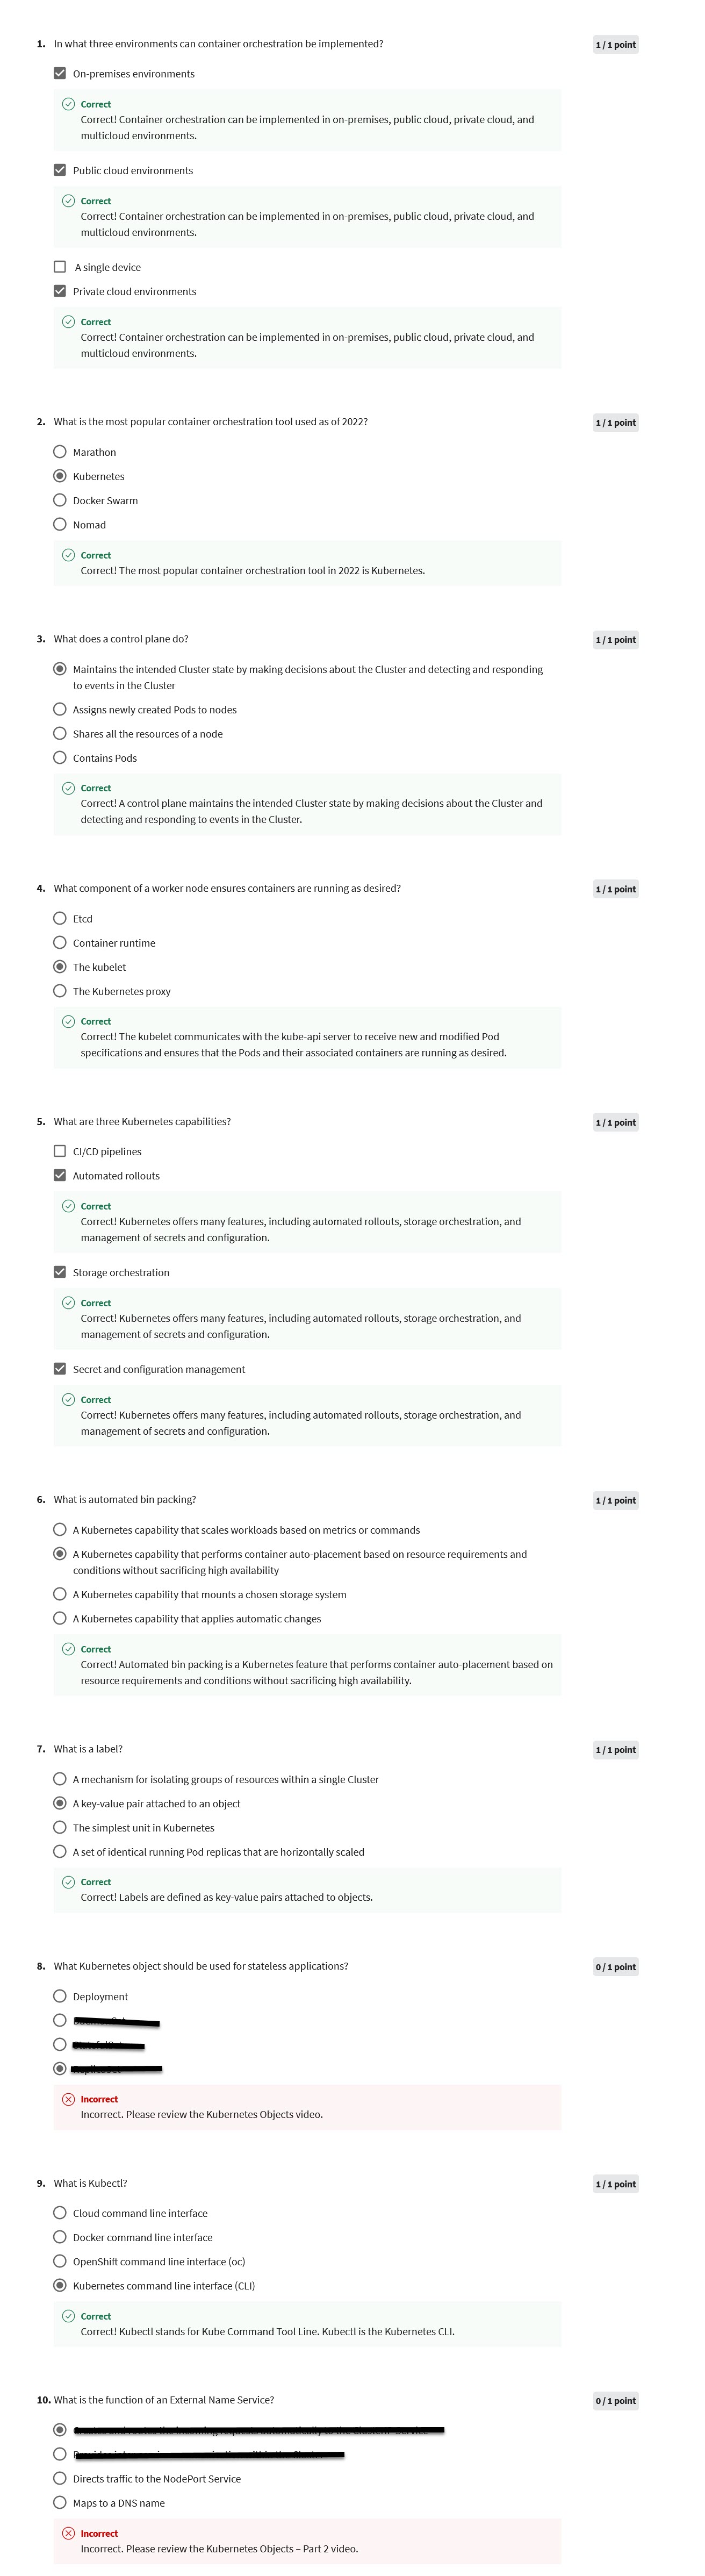 1. In what three environments can container orchestration be implemented? 1 / 1 point
On-premises environments
Correct
Correct! Container orchestration can be implemented in on-premises, public cloud, private cloud, and
multicloud environments.
Public cloud environments
Correct
Correct! Container orchestration can be implemented in on-premises, public cloud, private cloud, and
multicloud environments.
A single device
Private cloud environments
Correct
Correct! Container orchestration can be implemented in on-premises, public cloud, private cloud, and
multicloud environments.
2. What is the most popular container orchestration tool used as of 2022? 1 / 1 point
Marathon
Kubernetes
Docker Swarm
Nomad
Correct
Correct! The most popular container orchestration tool in 2022 is Kubernetes.
3. What does a control plane do? 1 / 1 point
Maintains the intended Cluster state by making decisions about the Cluster and detecting and responding
to events in the Cluster
Assigns newly created Pods to nodes
Shares all the resources of a node
Contains Pods
Correct
Correct! A control plane maintains the intended Cluster state by making decisions about the Cluster and
detecting and responding to events in the Cluster.
4. What component of a worker node ensures containers are running as desired? 1 / 1 point
Etcd
Container runtime
The kubelet
The Kubernetes proxy
Correct
Correct! The kubelet communicates with the kube-api server to receive new and modified Pod
specifications and ensures that the Pods and their associated containers are running as desired.
5. What are three Kubernetes capabilities? 1 / 1 point
CI/CD pipelines
Automated rollouts
Correct
Correct! Kubernetes offers many features, including automated rollouts, storage orchestration, and
management of secrets and configuration.
Storage orchestration
Correct
Correct! Kubernetes offers many features, including automated rollouts, storage orchestration, and
management of secrets and configuration.
Secret and configuration management
Correct
Correct! Kubernetes offers many features, including automated rollouts, storage orchestration, and
management of secrets and configuration.
6. What is automated bin packing? 1 / 1 point
A Kubernetes capability that scales workloads based on metrics or commands
A Kubernetes capability that performs container auto-placement based on resource requirements and
conditions without sacrificing high availability
A Kubernetes capability that mounts a chosen storage system
A Kubernetes capability that applies automatic changes
Correct
Correct! Automated bin packing is a Kubernetes feature that performs container auto-placement based on
resource requirements and conditions without sacrificing high availability.
7. What is a label? 1 / 1 point
A mechanism for isolating groups of resources within a single Cluster
A key-value pair attached to an object
The simplest unit in Kubernetes
A set of identical running Pod replicas that are horizontally scaled
Correct
Correct! Labels are defined as key-value pairs attached to objects.
8. What Kubernetes object should be used for stateless applications? 0 / 1 point
Deployment
Incorrect
Incorrect. Please review the Kubernetes Objects video.
9. What is Kubectl? 1 / 1 point
Cloud command line interface
Docker command line interface
OpenShift command line interface (oc)
Kubernetes command line interface (CLI)
Correct
Correct! Kubectl stands for Kube Command Tool Line. Kubectl is the Kubernetes CLI.
10. What is the function of an External Name Service? 0 / 1 point
Directs traffic to the NodePort Service
Maps to a DNS name
Incorrect
Incorrect. Please review the Kubernetes Objects – Part 2 video.